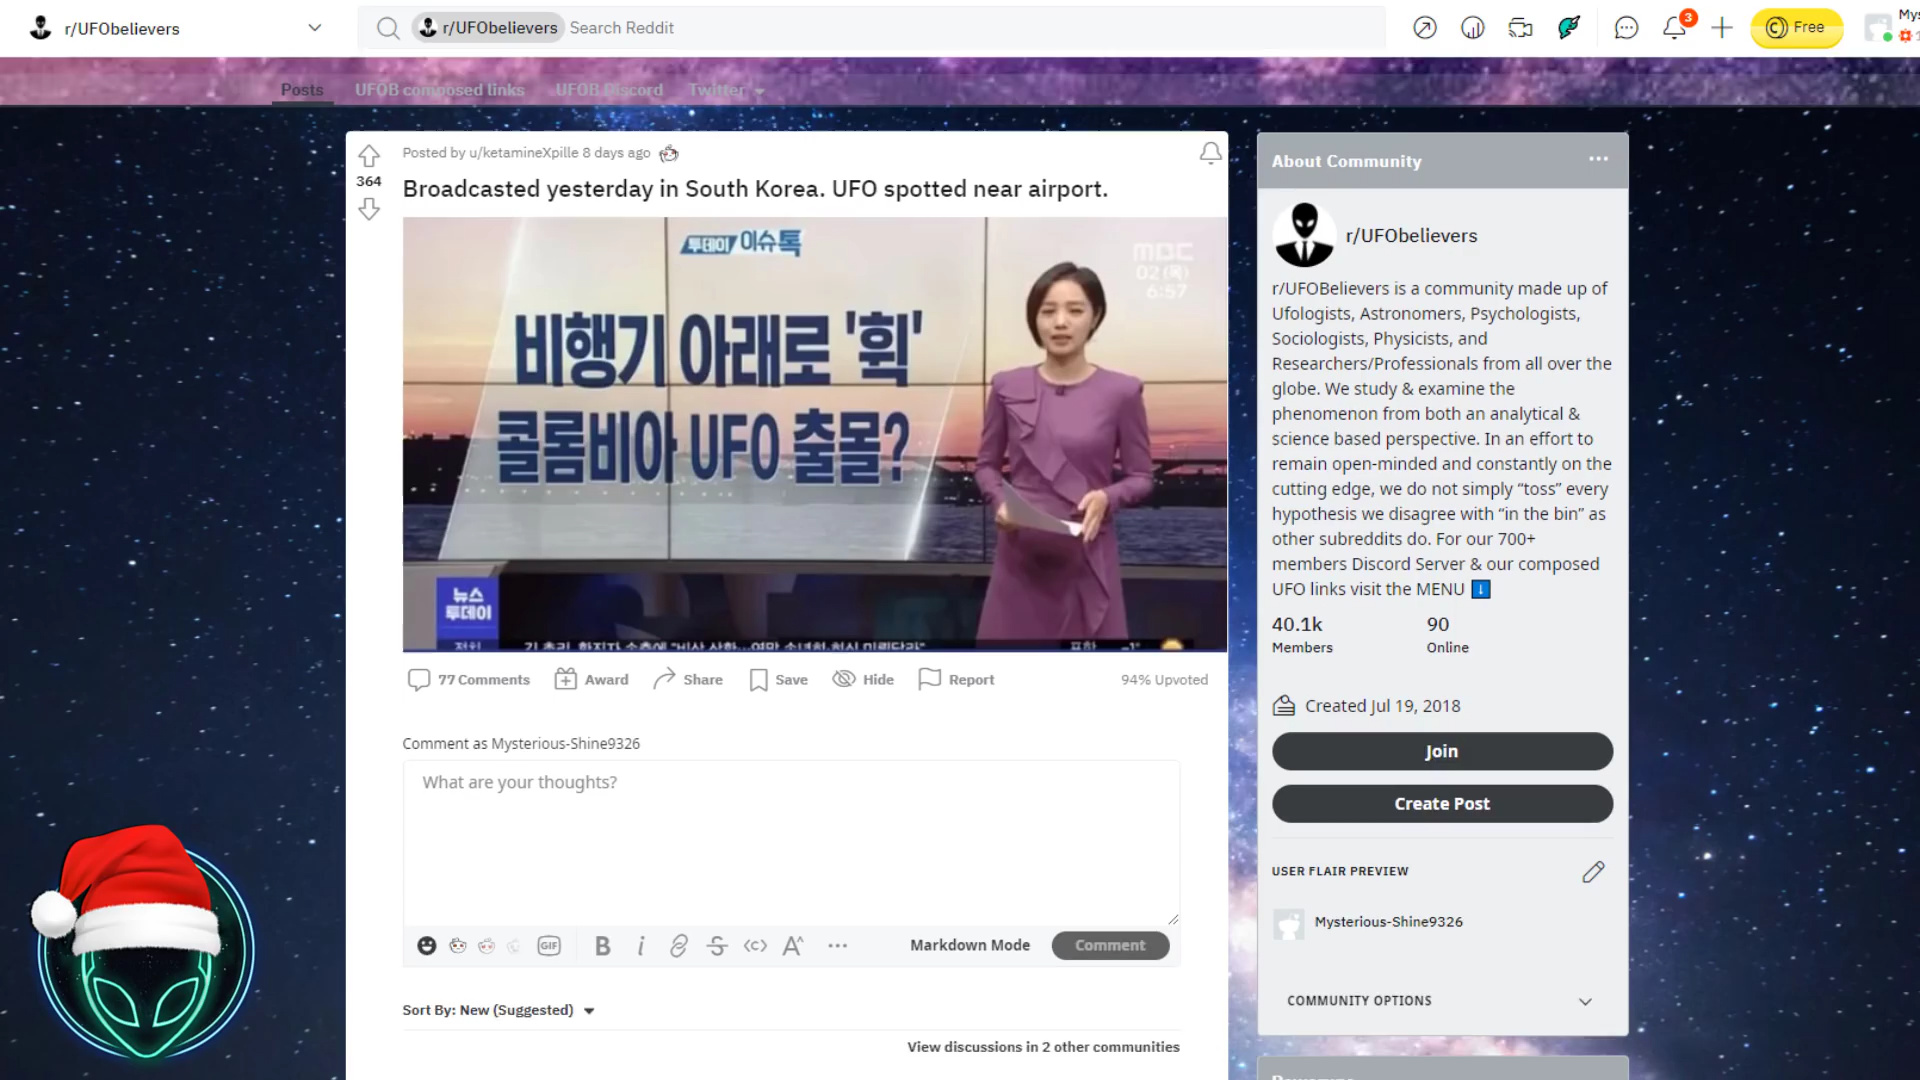 r/UFObelievers
r/UFObelievers Search Reddit
3
Free
Posts UFOB composed links UFOB Discord Twitter
Posted by u/ketamineXpille 8 days ago
364
Broadcasted yesterday in South Korea. UFO spotted near airport.
투데이 이슈톡
MBC
02(목)
6:57
비행기 아래로 '휙'
콜롬비아 UFO 출몰?
뉴스
투데이
77 Comments Award Share Save Hide Report 94% Upvoted
Comment as Mysterious-Shine9326
What are your thoughts?
GIF B i Markdown Mode Comment
Sort By: New (Suggested)
View discussions in 2 other communities
About Community
r/UFObelievers
r/UFOBelievers is a community made up of
Ufologists, Astronomers, Psychologists,
Sociologists, Physicists, and
Researchers/Professionals from all over the
globe. We study & examine the
phenomenon from both an analytical &
science based perspective. In an effort to
remain open-minded and constantly on the
cutting edge, we do not simply “toss” every
hypothesis we disagree with “in the bin” as
other subreddits do. For our 700+
members Discord Server & our composed
UFO links visit the MENU
40.1k 90
Members Online
Created Jul 19, 2018
Join
Create Post
USER FLAIR PREVIEW
Mysterious-Shine9326
COMMUNITY OPTIONS